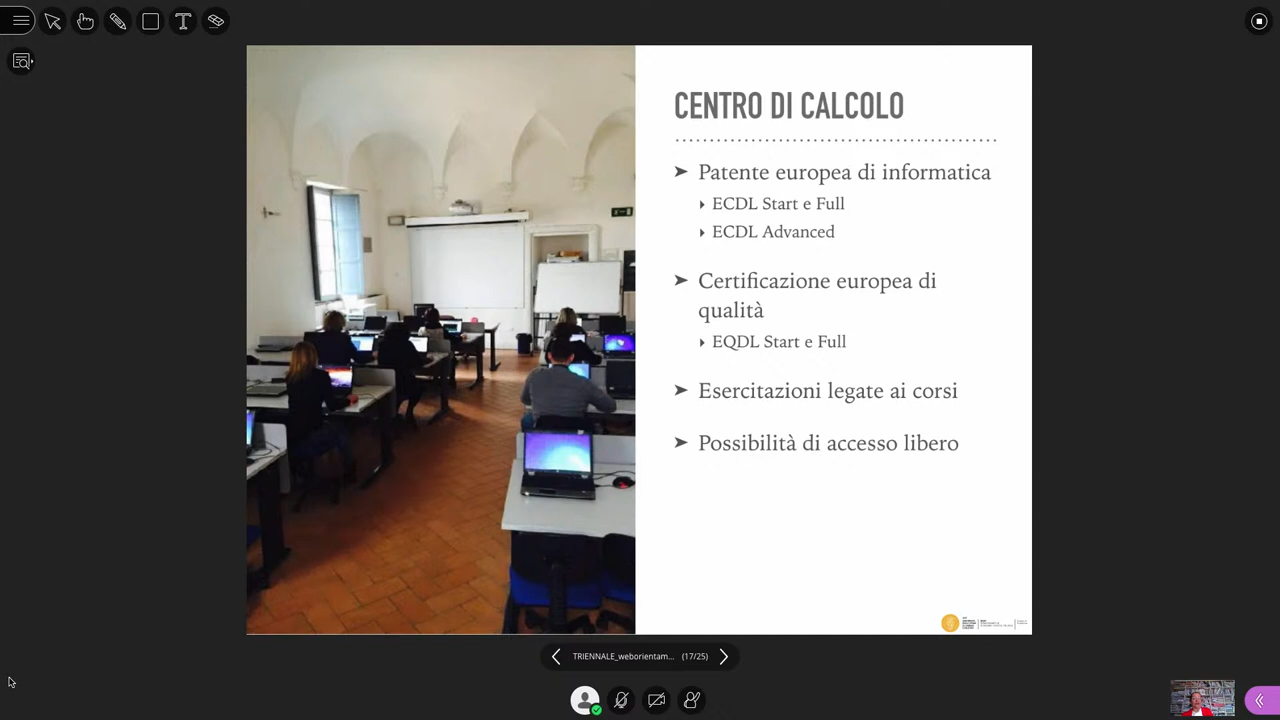 CENTRO DI CALCOLO
Patente europea di informatica
ECDL Start e Full
ECDL Advanced
Certificazione europea di
qualità
EQDL Start e Full
Esercitazioni legate ai corsi
Possibilità di accesso libero
TRIENNALE_weborientam... (17/25)